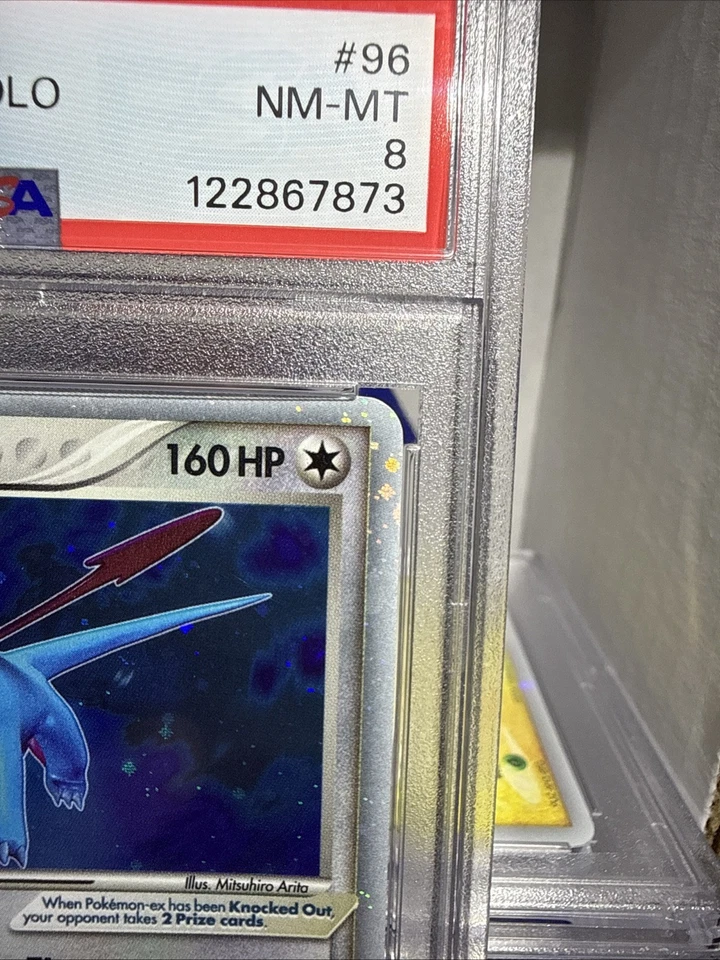 #96
OLO
NM-MT
8
SA
122867873
160 HP
Illus. Mitsuhiro Arita
When Pokémon-ex has been Knocked Out,
your opponent takes 2 Prize cards.